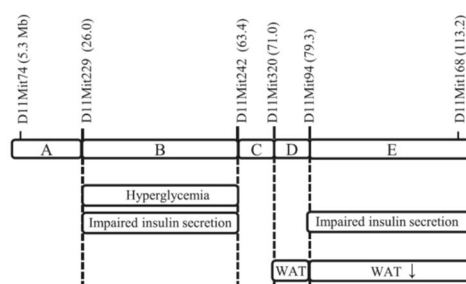 D11Mit74 (5.3 Mb)
D11Mit229 (26.0)
D11Mit242 (63.4)
D11Mit320 (71.0)
D11Mit94 (79.3)
D11Mit168 (113.2)
A B C D E
Hyperglycemia
Impaired insulin secretion Impaired insulin secretion
WAT WAT ↓